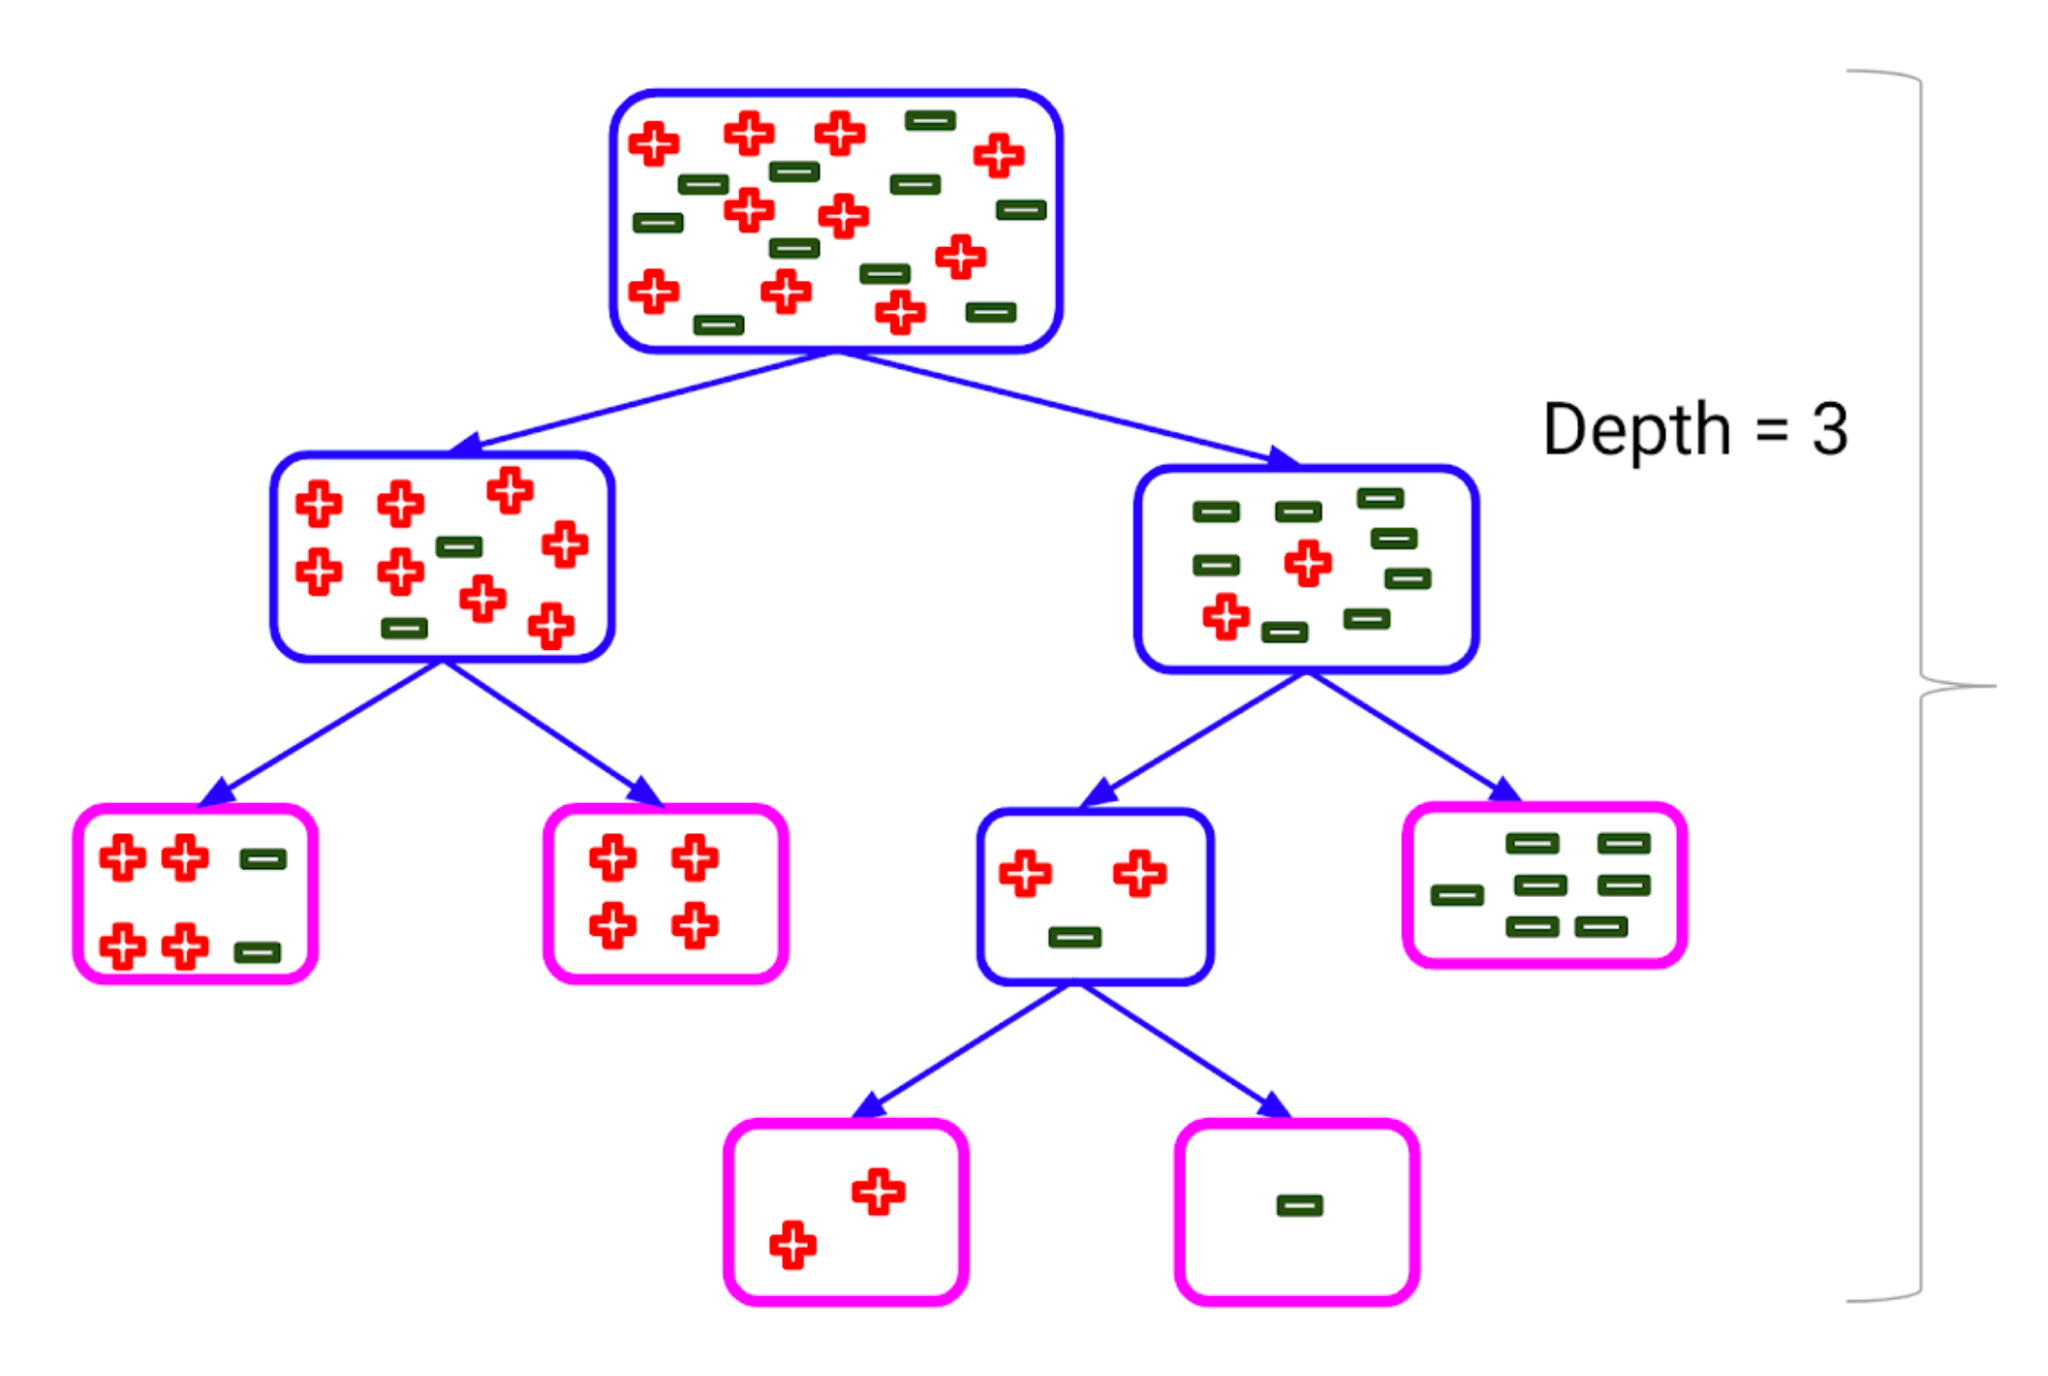 Depth = 3